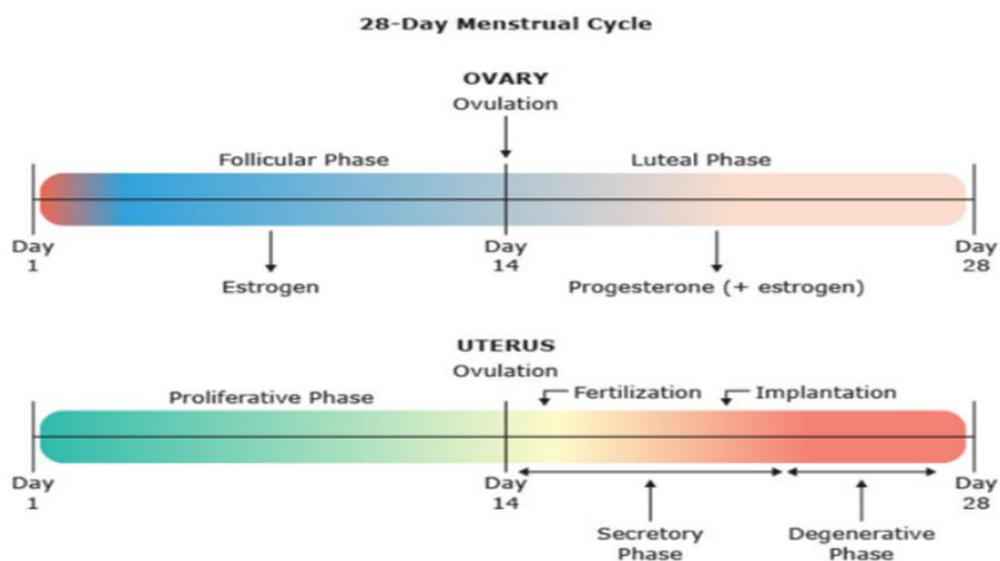 28-Day Menstrual Cycle
OVARY
Ovulation
Follicular Phase
Luteal Phase
Day
1
Day
14
Day
28
Estrogen
Progesterone (+ estrogen)
UTERUS
Ovulation
Proliferative Phase
Fertilization
Implantation
Day
1
Day
14
Day
28
Secretory
Phase
Degenerative
Phase